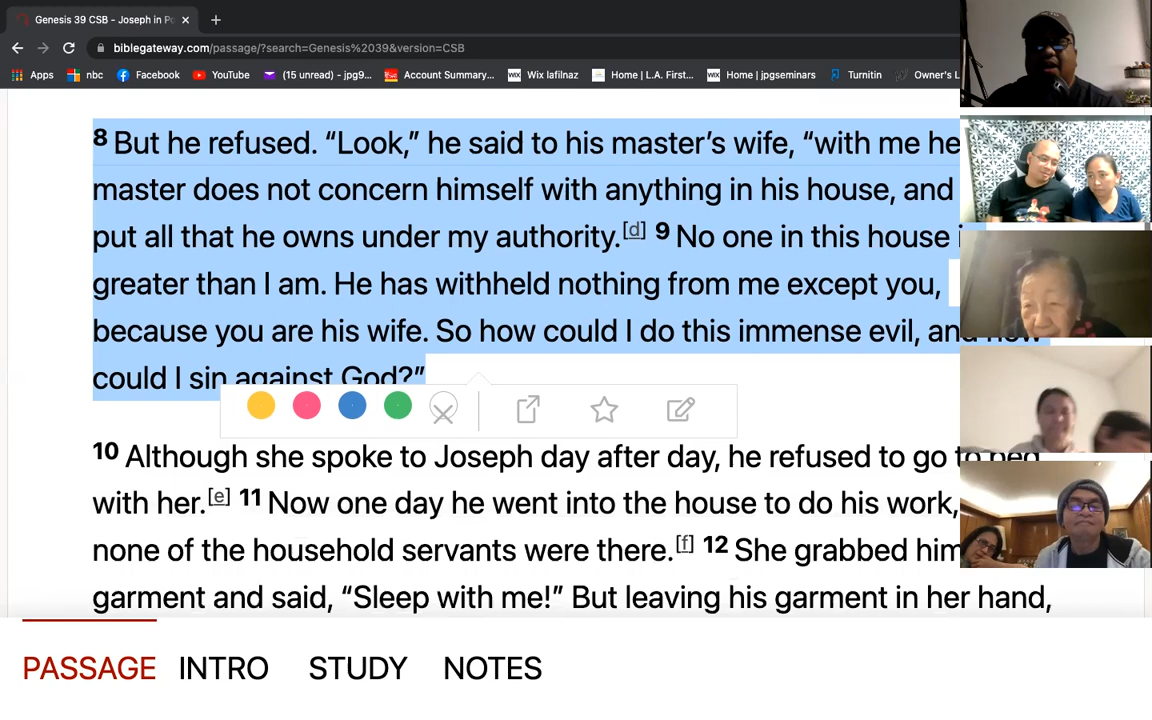 Genesis 39 CSB - Joseph in Po
biblegateway.com/passage/?search=Genesis%2039&version=CSB
Apps nbc Facebook YouTube (15 unread) - jpg9... Account Summary... Wix lafilnaz Home | L.A. First... Home | jpgseminars Turnitin Owner's L
8 But he refused. “Look,” he said to his master’s wife, “with me he
master does not concern himself with anything in his house, and
put all that he owns under my authority.[d] 9 No one in this house i
greater than I am. He has withheld nothing from me except you,
because you are his wife. So how could I do this immense evil, and how
could I sin against God?”
10 Although she spoke to Joseph day after day, he refused to go to bed
with her.[e] 11 Now one day he went into the house to do his work,
none of the household servants were there.[f] 12 She grabbed him
garment and said, “Sleep with me!” But leaving his garment in her hand,
PASSAGE INTRO STUDY NOTES